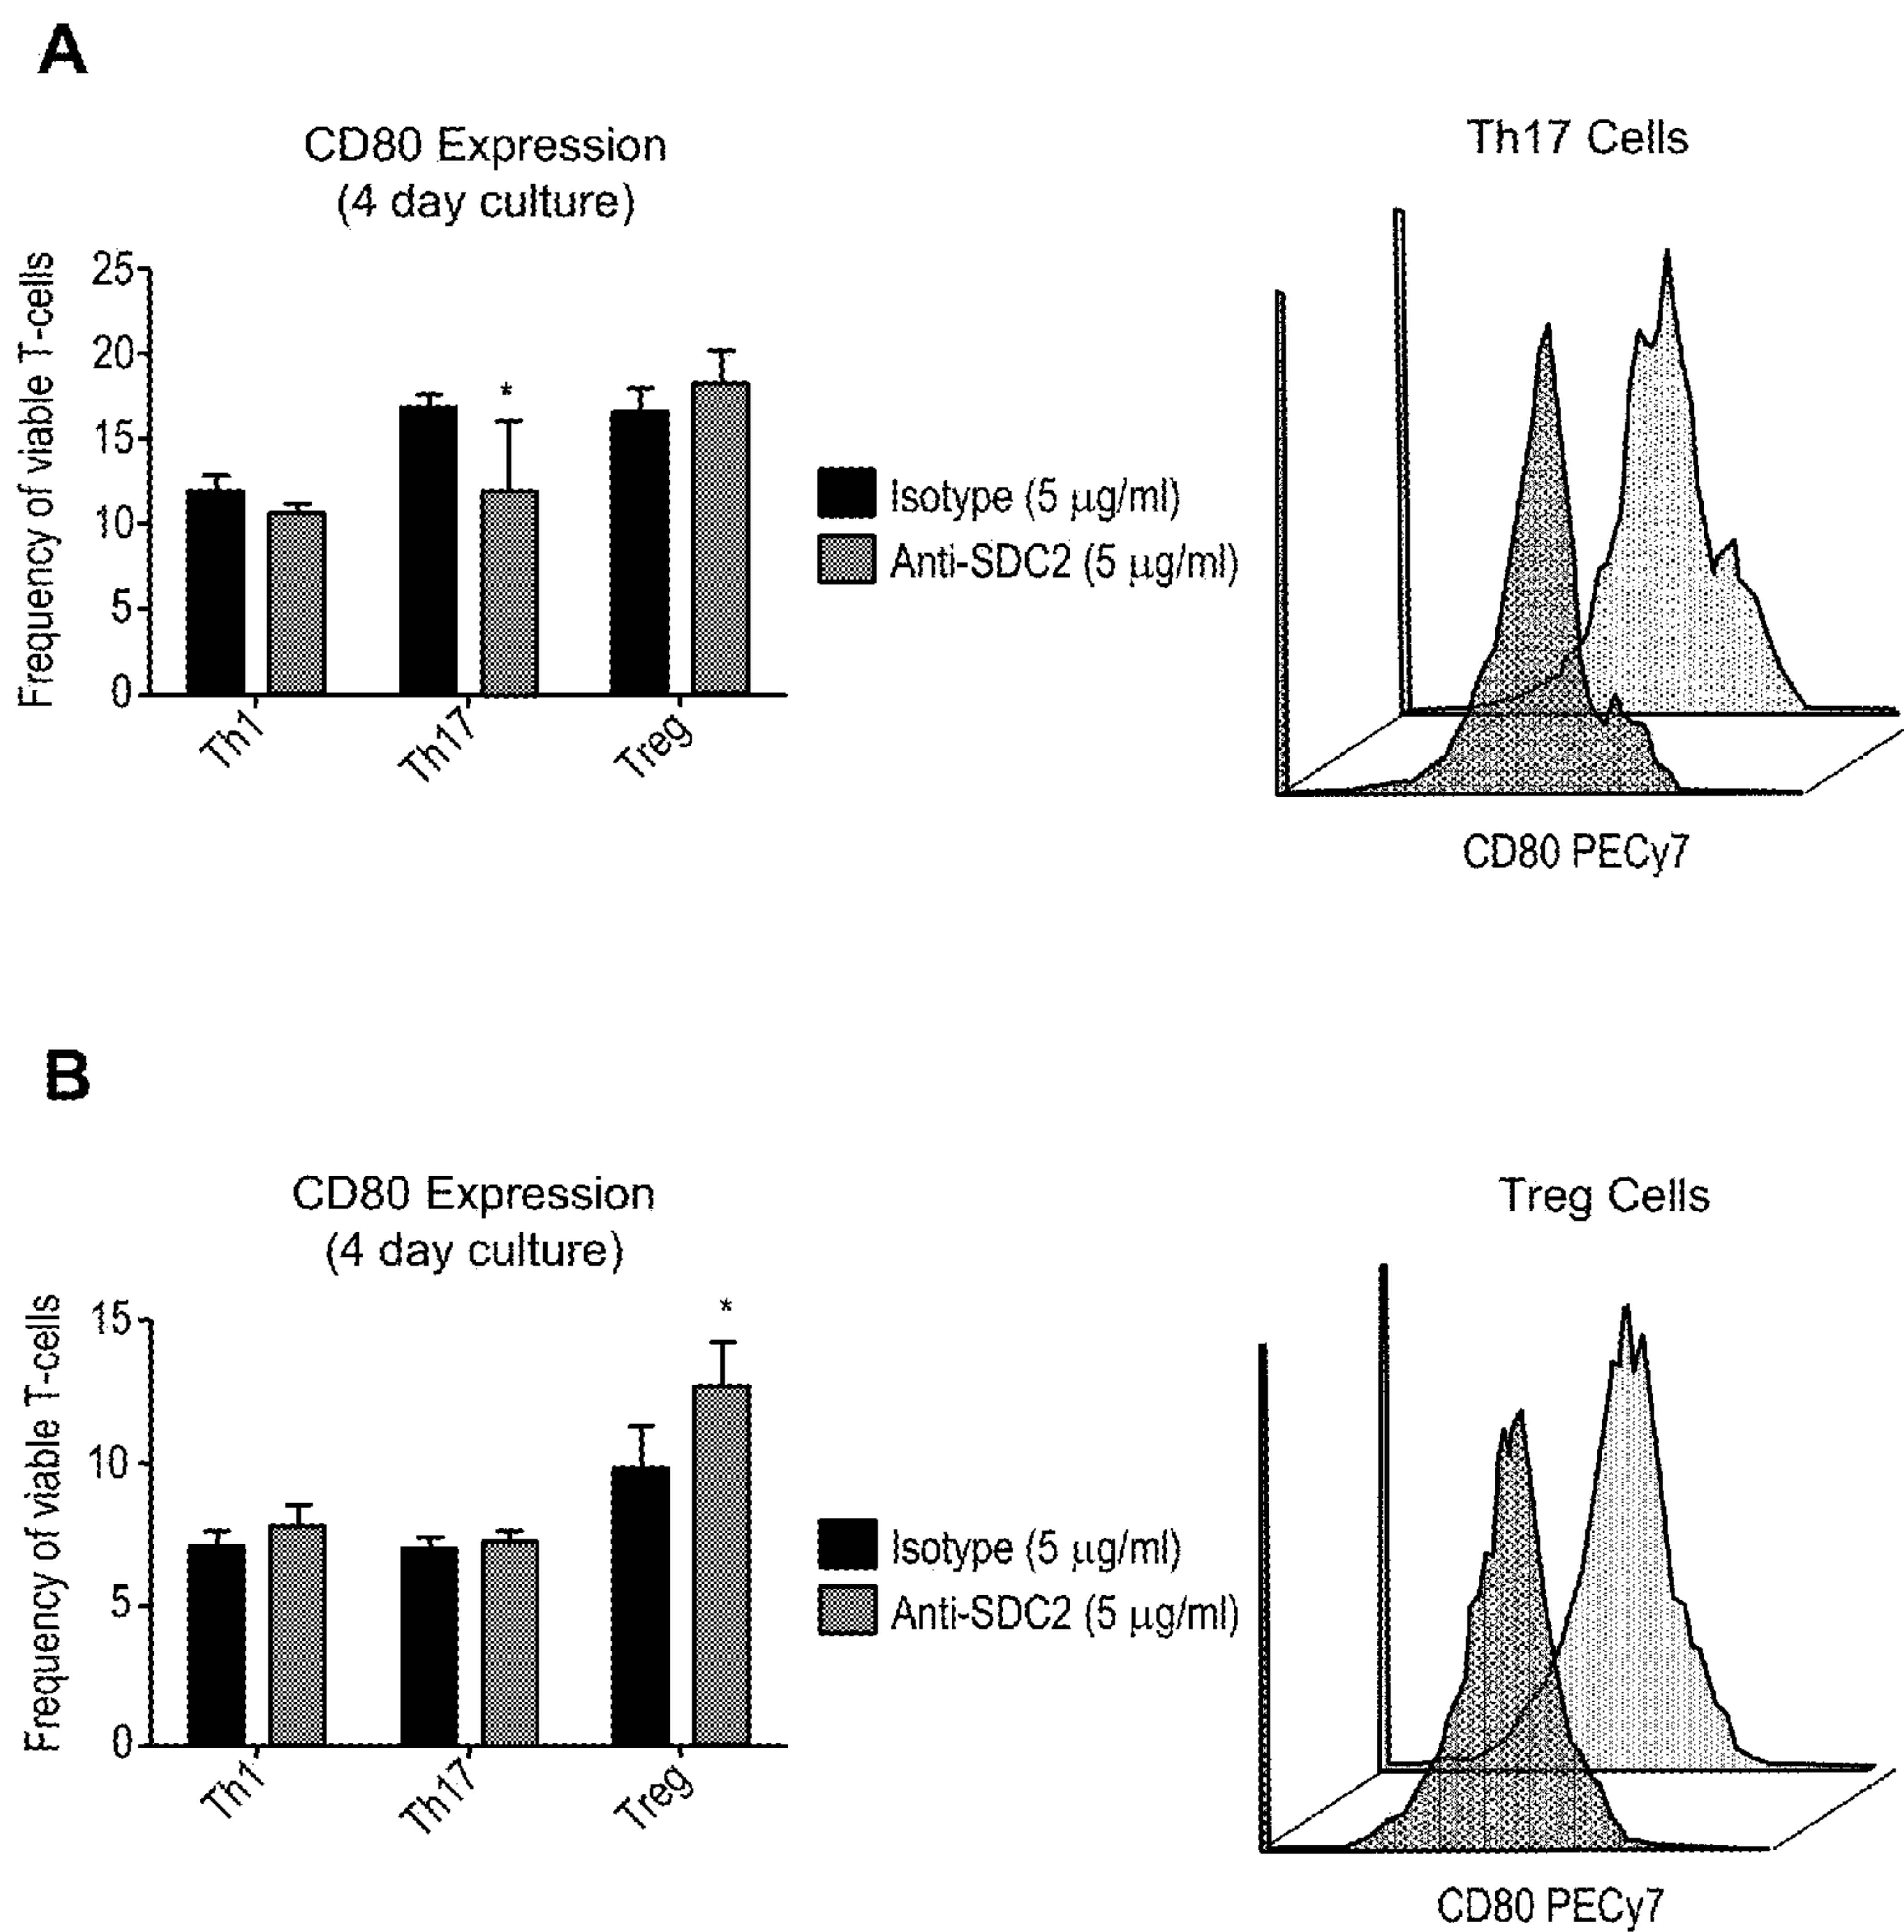 A
CD80 Expression
(4 day culture)
Frequency of viable T-cells
25
20
15
10
5
0
*
Th1
Th17
Treg
Isotype (5 µg/ml)
Anti-SDC2 (5 µg/ml)
Th17 Cells
CD80 PECy7
B
CD80 Expression
(4 day culture)
Frequency of viable T-cells
15
10
5
0
*
Th1
Th17
Treg
Isotype (5 µg/ml)
Anti-SDC2 (5 µg/ml)
Treg Cells
CD80 PECy7